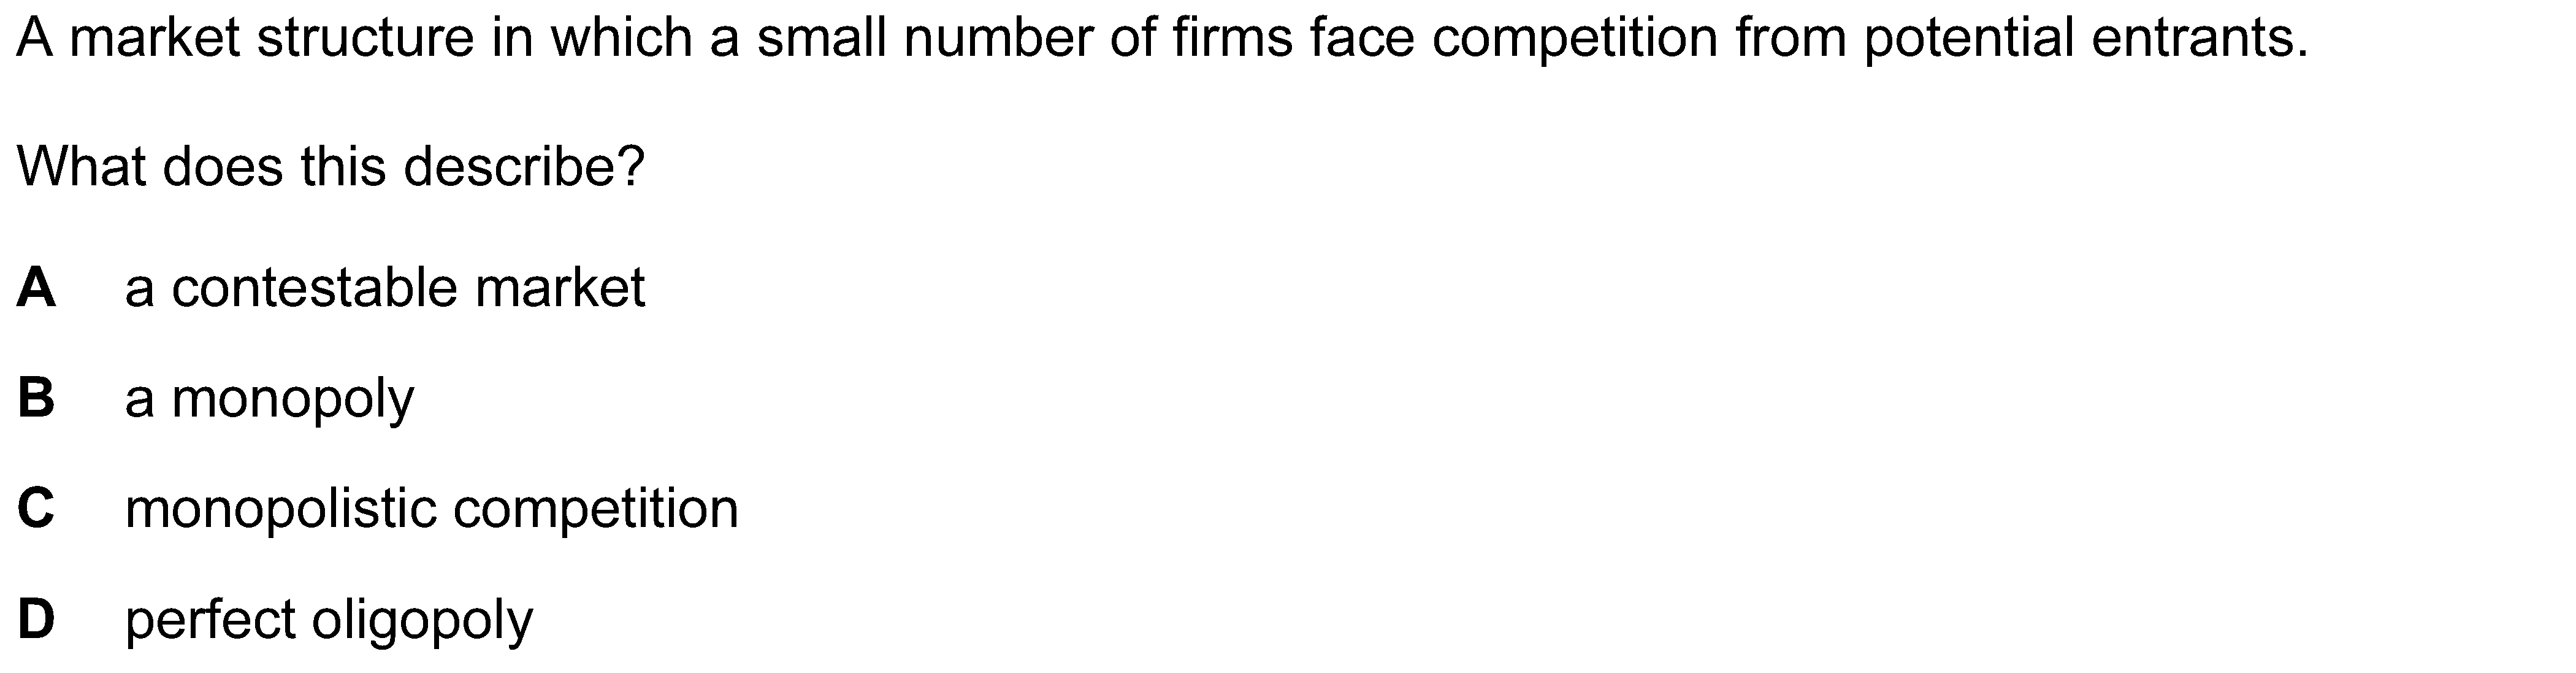 A market structure in which a small number of firms face competition from potential entrants.
What does this describe?
A a contestable market
B a monopoly
C monopolistic competition
D perfect oligopoly